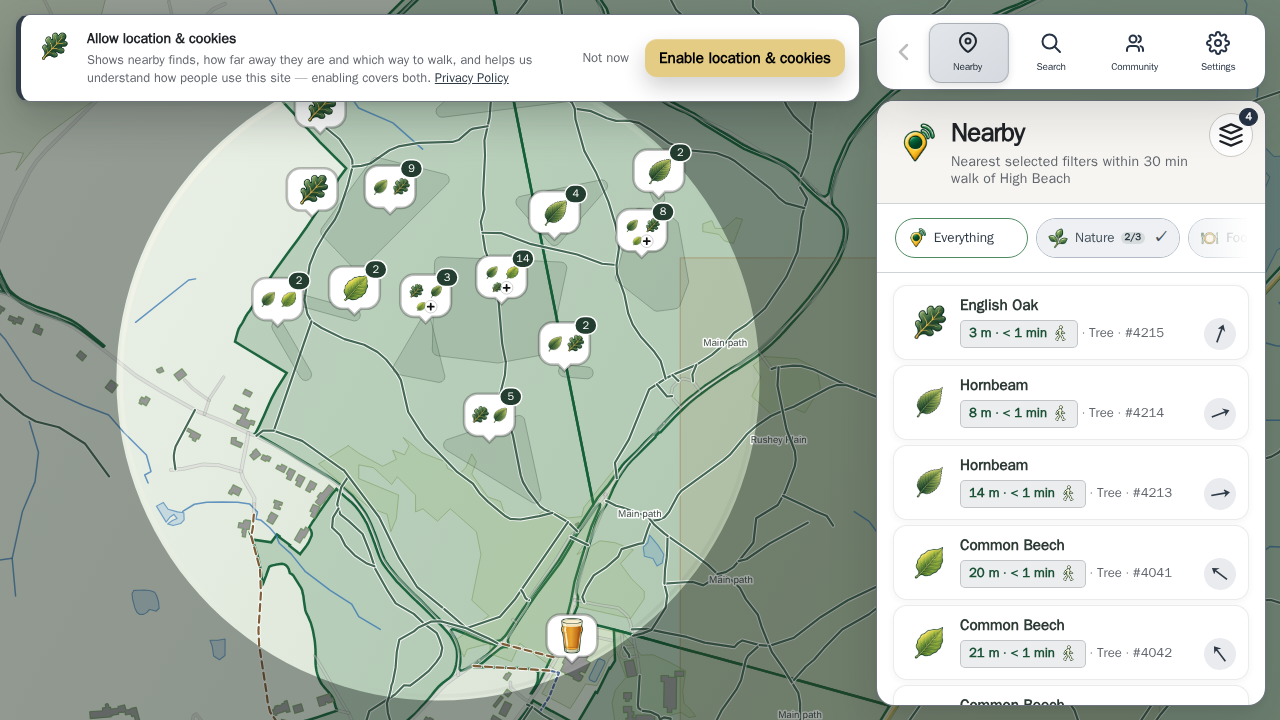 Allow location & cookies
Shows nearby finds, how far away they are and which way to walk, and helps us
understand how people use this site — enabling covers both. Privacy Policy
Not now
Enable location & cookies
Nearby
Search
Community
Settings
Nearby
Nearest selected filters within 30 min
walk of High Beach
4
Everything
Nature 2/3
Foo
English Oak
3 m · < 1 min · Tree · #4215
Hornbeam
8 m · < 1 min · Tree · #4214
Hornbeam
14 m · < 1 min · Tree · #4213
Common Beech
20 m · < 1 min · Tree · #4041
Common Beech
21 m · < 1 min · Tree · #4042
Common Beech
9
2
4
8
14
2
2
3
2
5
Main path
Rushey Plain
Main path
Main path
Main path